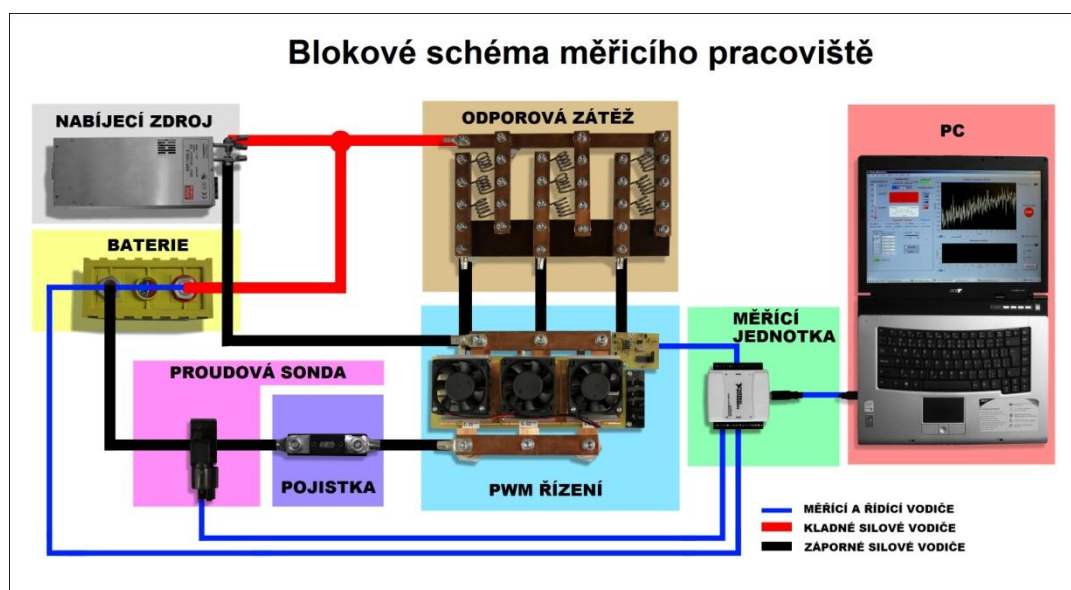 Blokové schéma měřicího pracoviště
NABÍJECÍ ZDROJ
ODPOROVÁ ZÁTĚŽ
PC
BATERIE
MĚŘÍCÍ
JEDNOTKA
PROUDOVÁ SONDA
POJISTKA
PWM ŘÍZENÍ
MĚŘÍCÍ A ŘÍDÍCÍ VODIČE
KLADNÉ SILOVÉ VODIČE
ZÁPORNÉ SILOVÉ VODIČE
acer